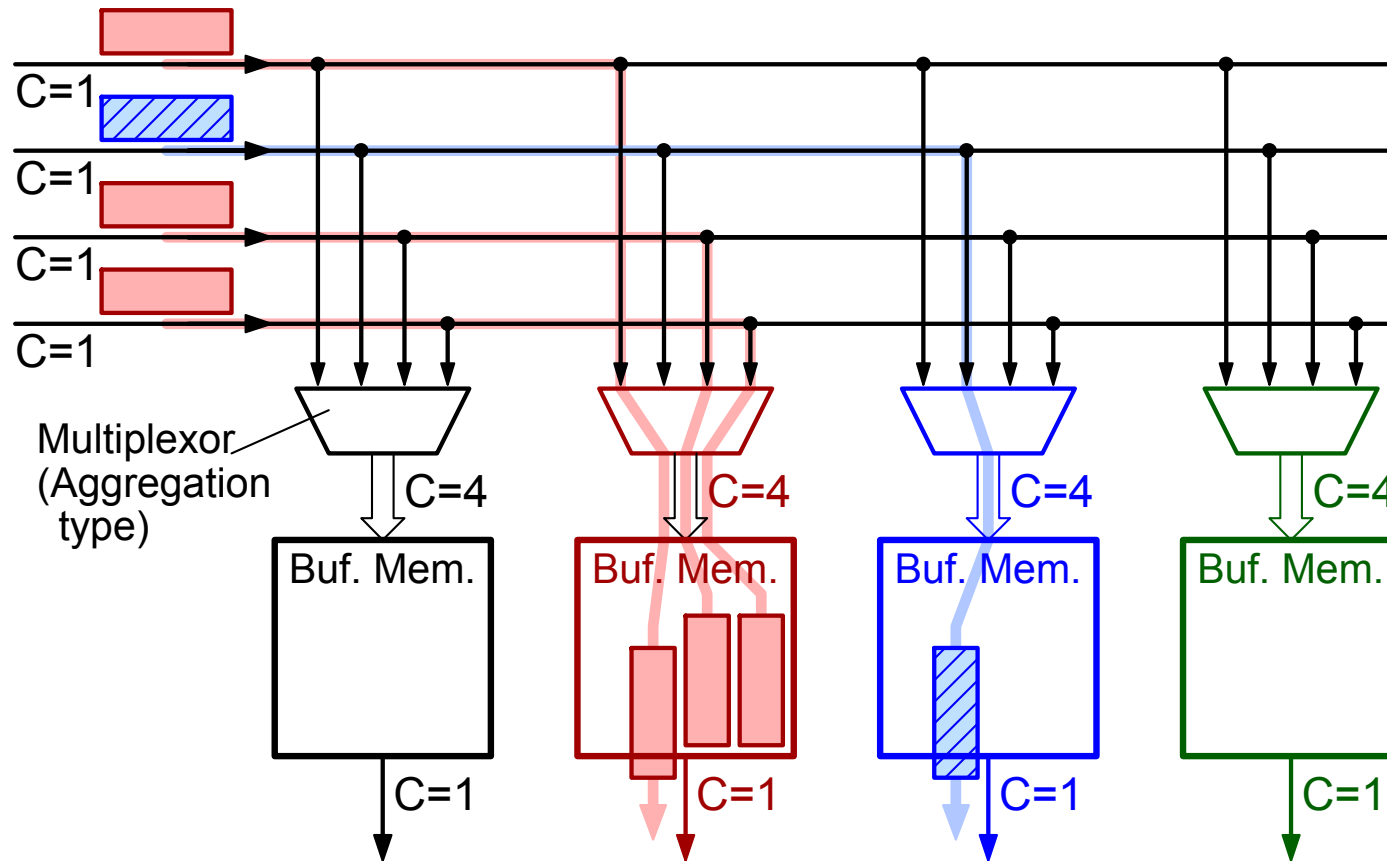 C=1
C=1
C=1
C=1
Multiplexor
(Aggregation
type)
C=4
C=4
C=4
C=4
Buf. Mem.
Buf. Mem.
Buf. Mem.
Buf. Mem.
C=1
C=1
C=1